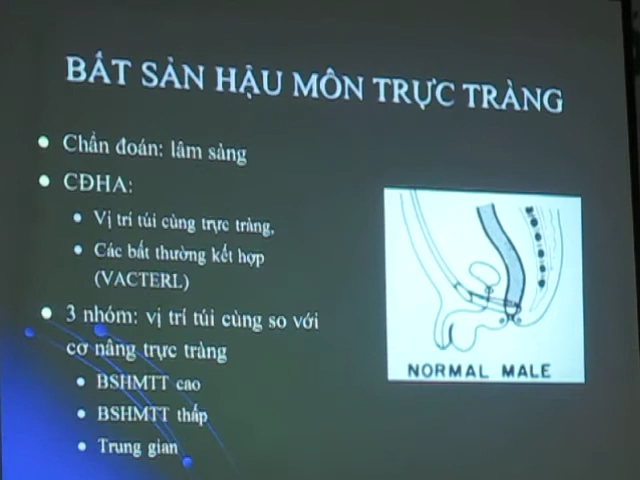 BẤT SẢN HẬU MÔN TRỰC TRÀNG
Chẩn đoán: lâm sàng
CĐHA:
Vị trí túi cùng trực tràng,
Các bất thường kết hợp
(VACTERL)
3 nhóm: vị trí túi cùng so với
cơ nâng trực tràng
BSHMTT cao
BSHMTT thấp
Trung gian
NORMAL MALE